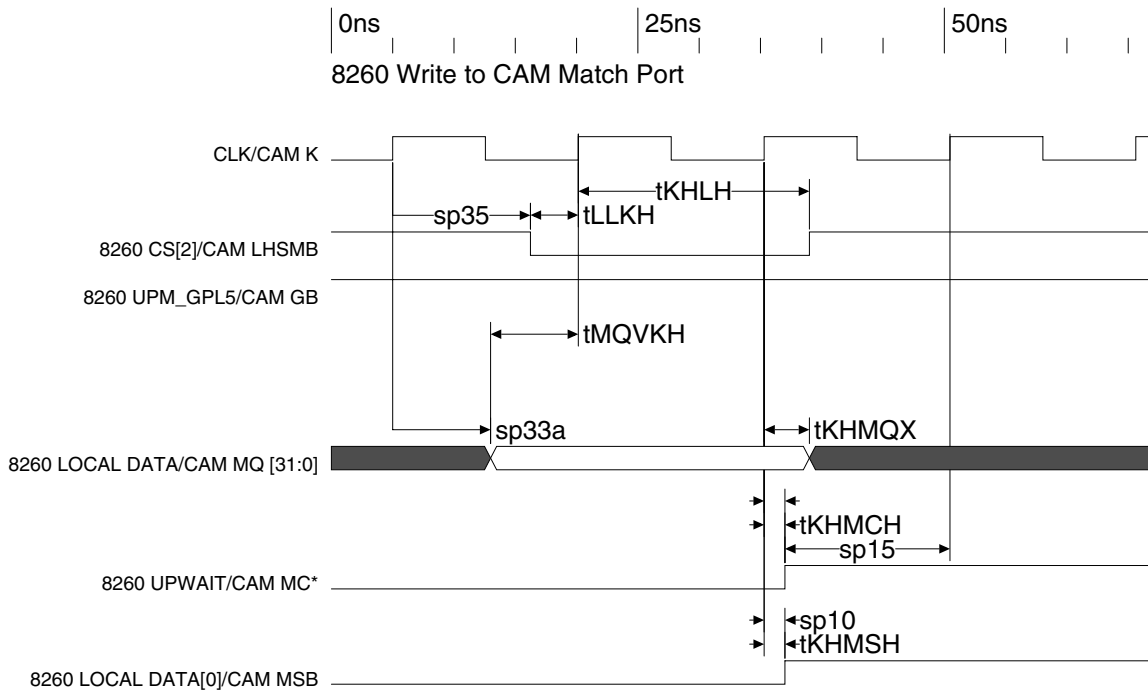 0ns 25ns 50ns
8260 Write to CAM Match Port
CLK/CAM K
tKHLH
sp35 tLLKH
8260 CS[2]/CAM LHSMB
8260 UPM_GPL5/CAM GB
tMQVKH
sp33a tKHMQX
8260 LOCAL DATA/CAM MQ [31:0]
tKHMCH
sp15
8260 UPWAIT/CAM MC*
sp10
tKHMSH
8260 LOCAL DATA[0]/CAM MSB